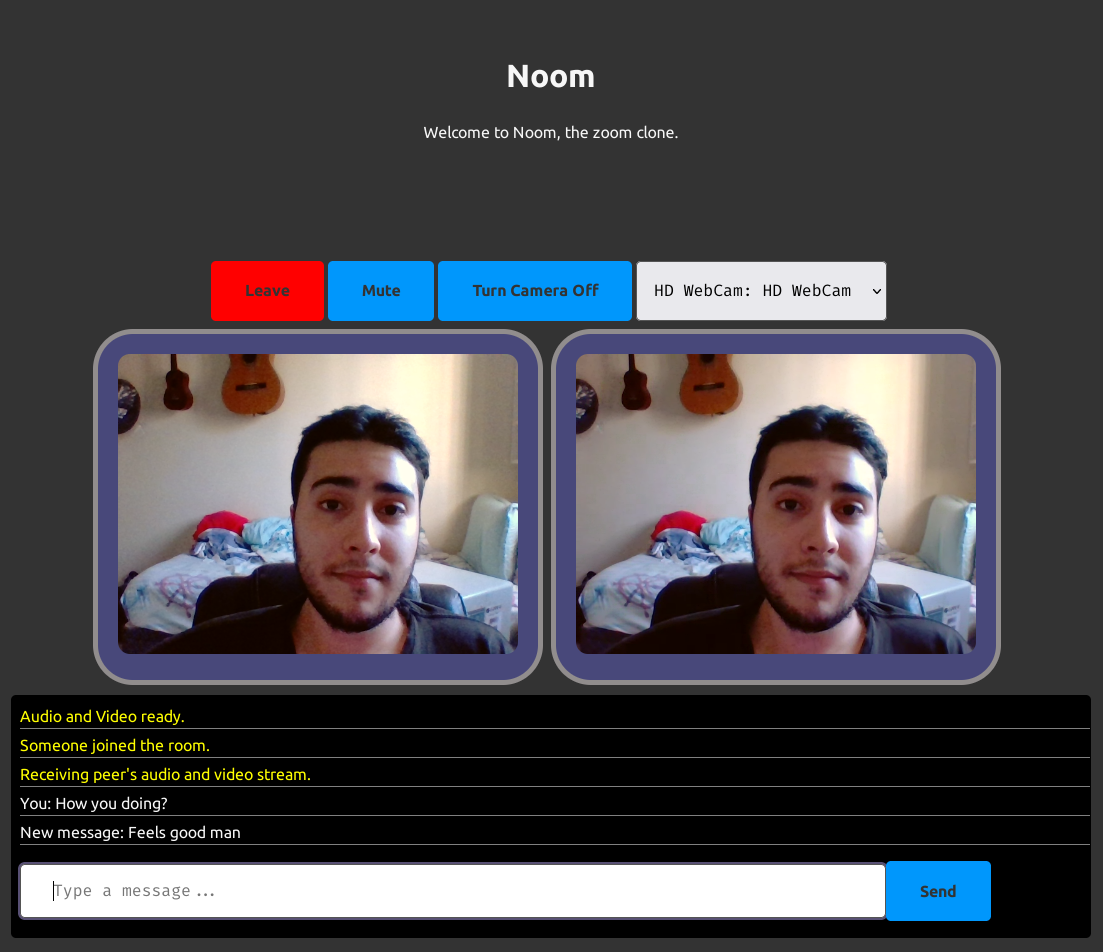 Noom
Welcome to Noom, the zoom clone.
Leave Mute Turn Camera Off HD WebCam: HD WebCam
Audio and Video ready.
Someone joined the room.
Receiving peer's audio and video stream.
You: How you doing?
New message: Feels good man
Type a message... Send